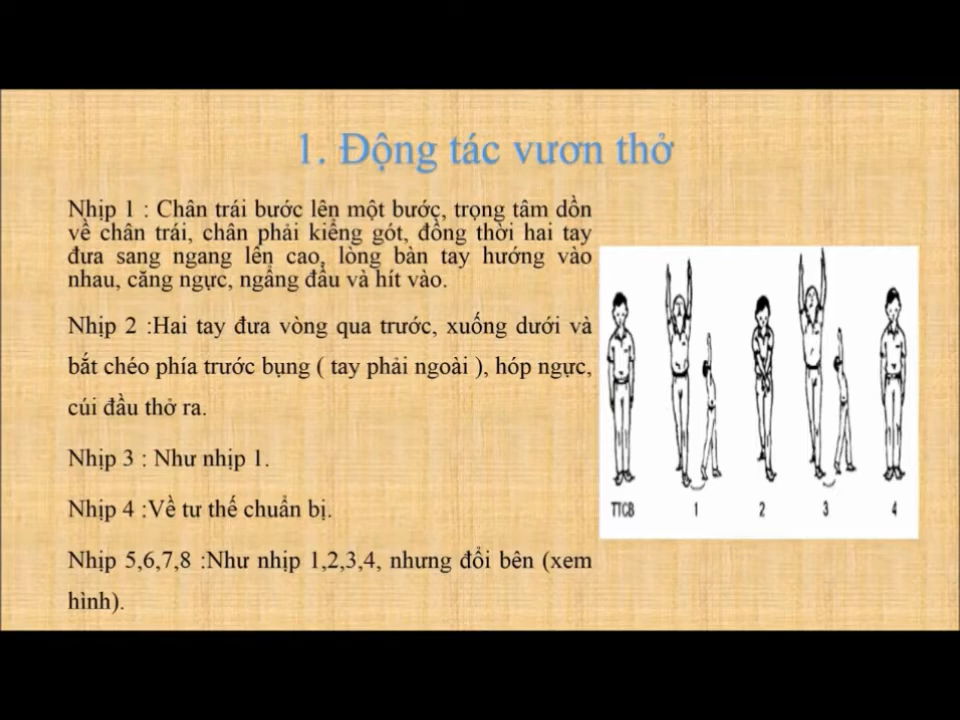 1. Động tác vươn thở
Nhịp 1 : Chân trái bước lên một bước, trọng tâm dồn
về chân trái, chân phải kiễng gót, đồng thời hai tay
đưa sang ngang lên cao, lòng bàn tay hướng vào
nhau, căng ngực, ngẩng đầu và hít vào.
Nhịp 2 :Hai tay đưa vòng qua trước, xuống dưới và
bắt chéo phía trước bụng ( tay phải ngoài ), hóp ngực,
cúi đầu thở ra.
Nhịp 3 : Như nhịp 1.
Nhịp 4 :Về tư thế chuẩn bị.
Nhịp 5,6,7,8 :Như nhịp 1,2,3,4, nhưng đổi bên (xem
hình).
TTCB 1 2 3 4